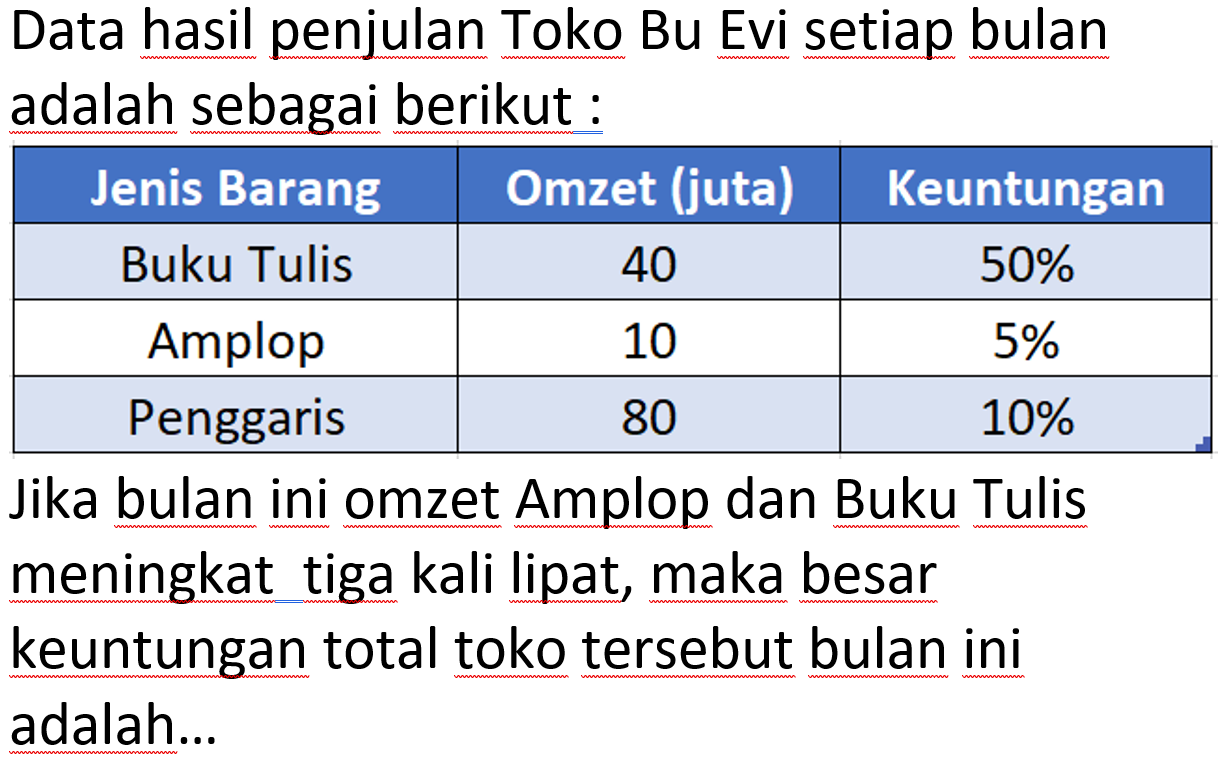 Data hasil penjulan Toko Bu Evi setiap bulan
adalah sebagai berikut :
Jenis Barang Omzet (juta) Keuntungan
Buku Tulis 40 50%
Amplop 10 5%
Penggaris 80 10%
Jika bulan ini omzet Amplop dan Buku Tulis
meningkat  tiga kali lipat, maka besar
keuntungan total toko tersebut bulan ini
adalah...